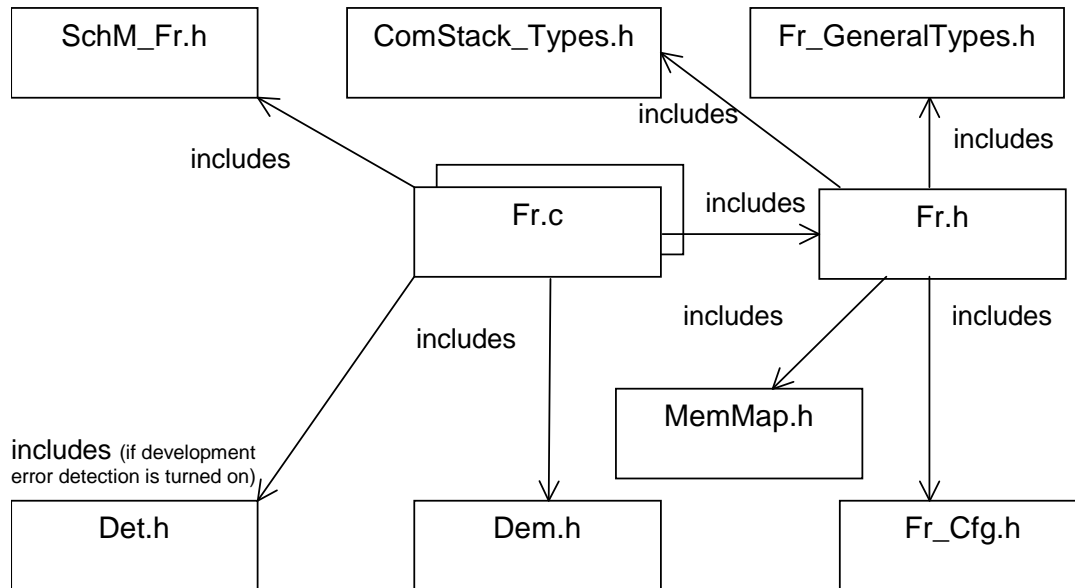 SchM_Fr.h
ComStack_Types.h
Fr_GeneralTypes.h
includes
includes
includes
Fr.c
includes
Fr.h
includes
includes
includes
MemMap.h
includes (if development
error detection is turned on)
Det.h
Dem.h
Fr_Cfg.h